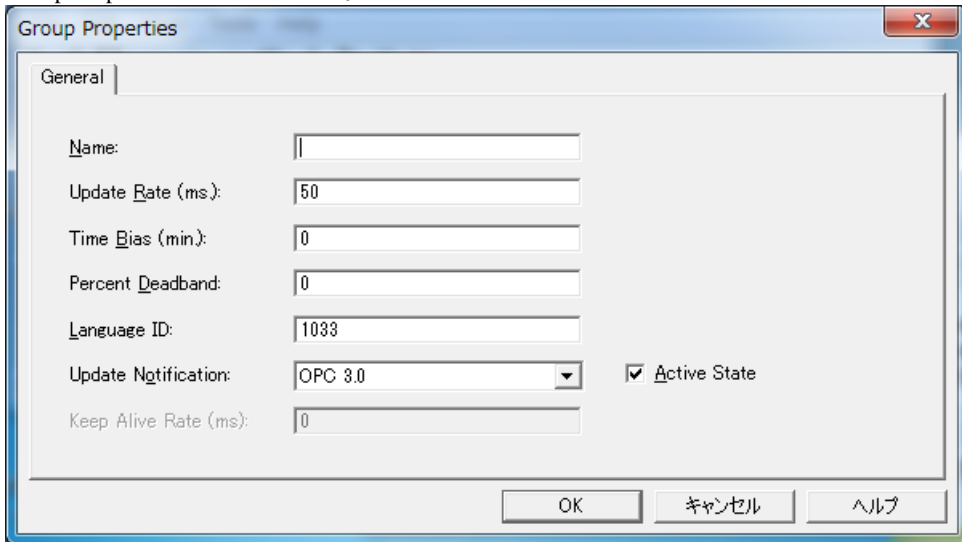 Group Properties
General
Name:
Update Rate (ms.):
50
Time Bias (min.):
0
Percent Deadband:
0
Language ID:
1033
Update Notification:
OPC 3.0
Active State
Keep Alive Rate (ms):
0
OK
キャンセル
ヘルプ